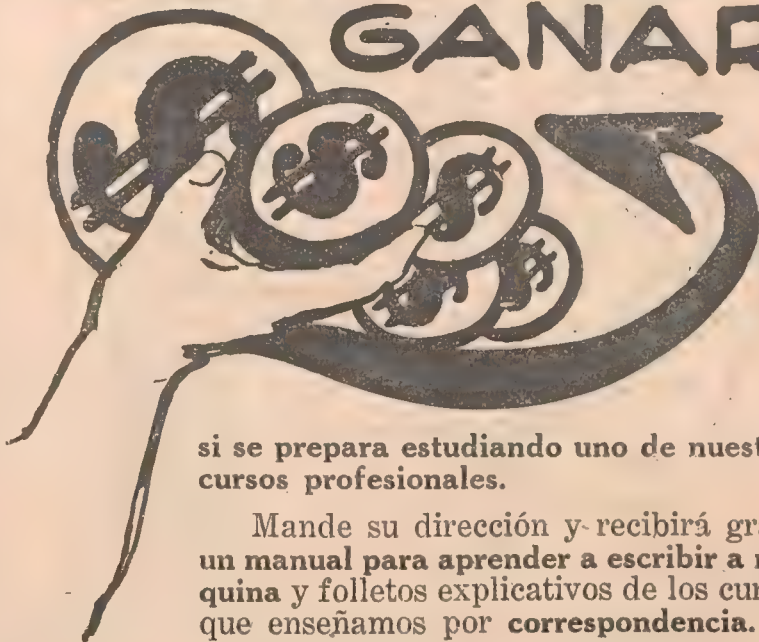 GANAR
si se prepara estudiando uno de nuest
cursos profesionales.
Mande su dirección y recibirá gra
un manual para aprender a escribir a
quina y folletos explicativos de los cur
que enseñamos por correspondencia.